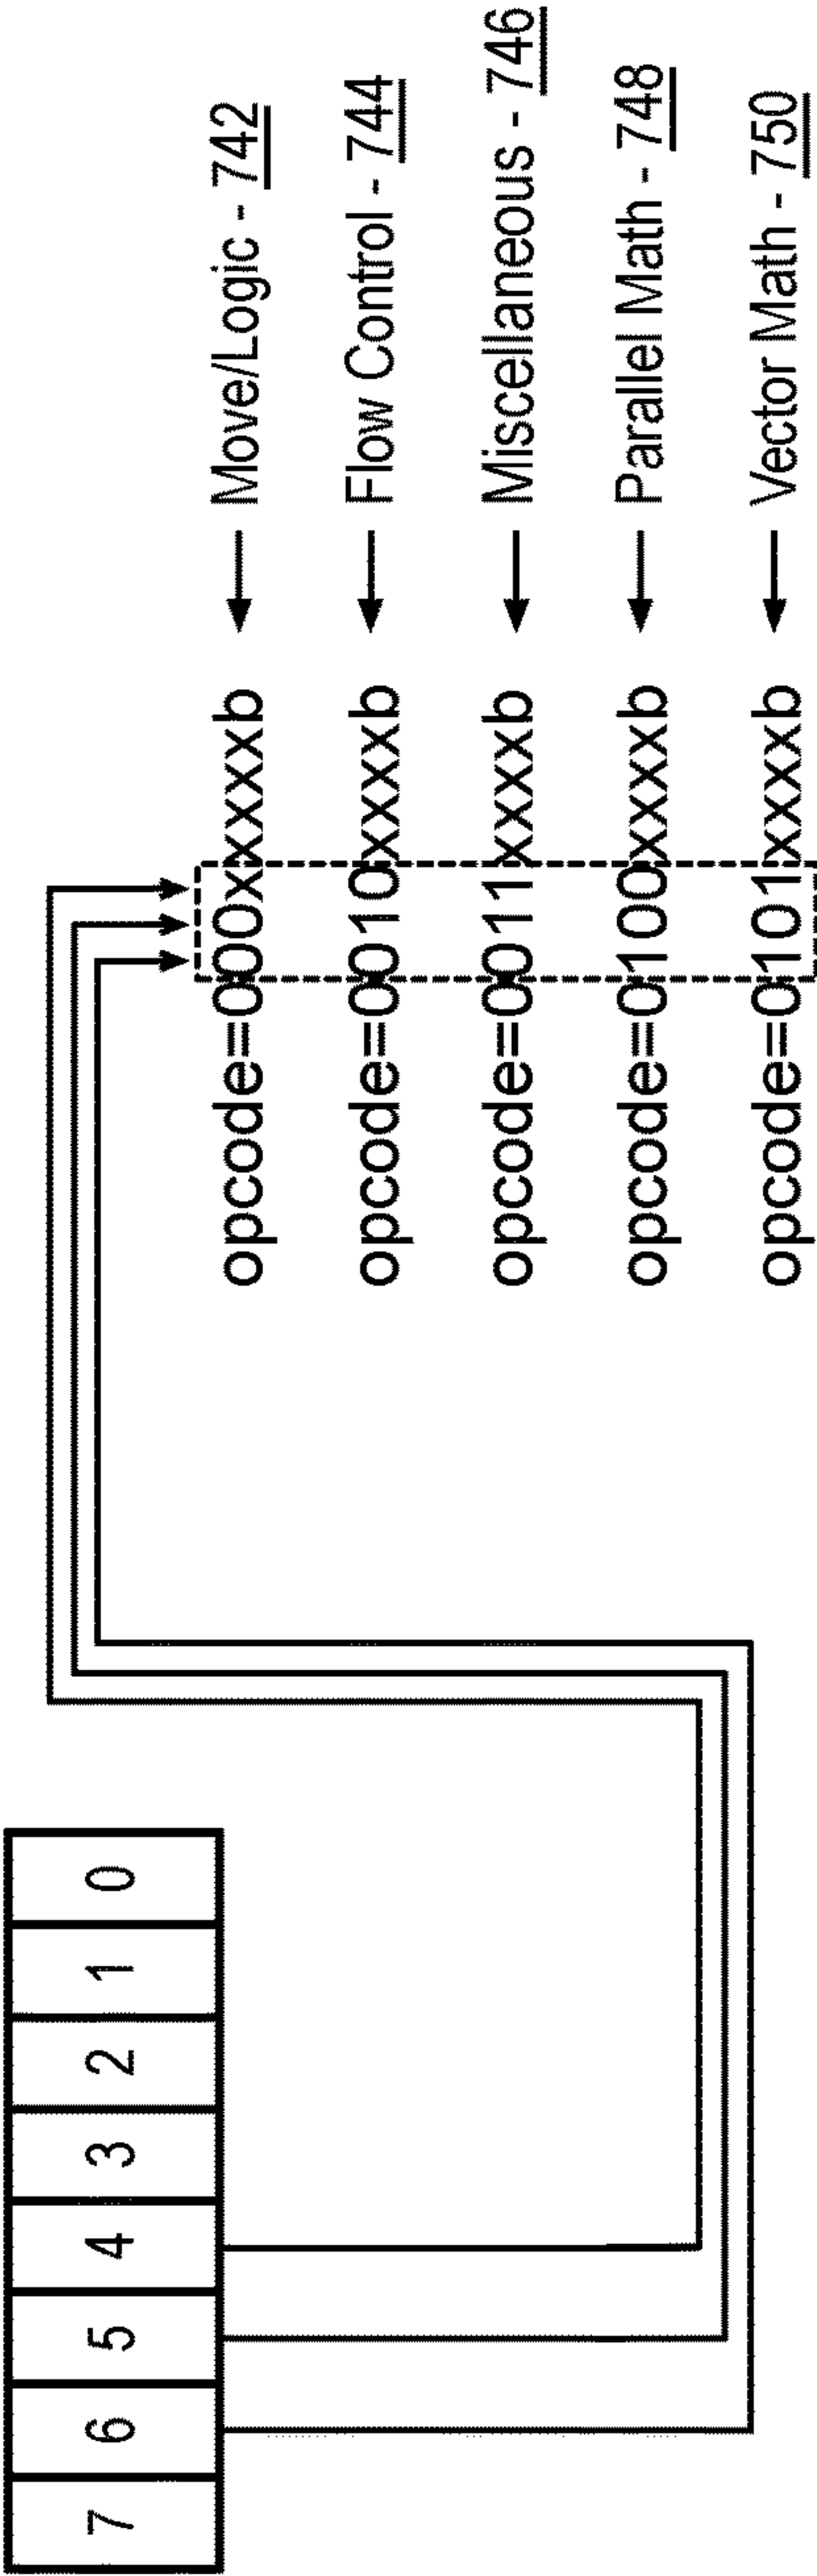 7 6 5 4 3 2 1 0
opcode=000xxxxxb Move/Logic - 742
opcode=0010xxxxb Flow Control - 744
opcode=0011xxxxb Miscellaneous - 746
opcode=0100xxxxb Parallel Math - 748
opcode=0101xxxxb Vector Math - 750